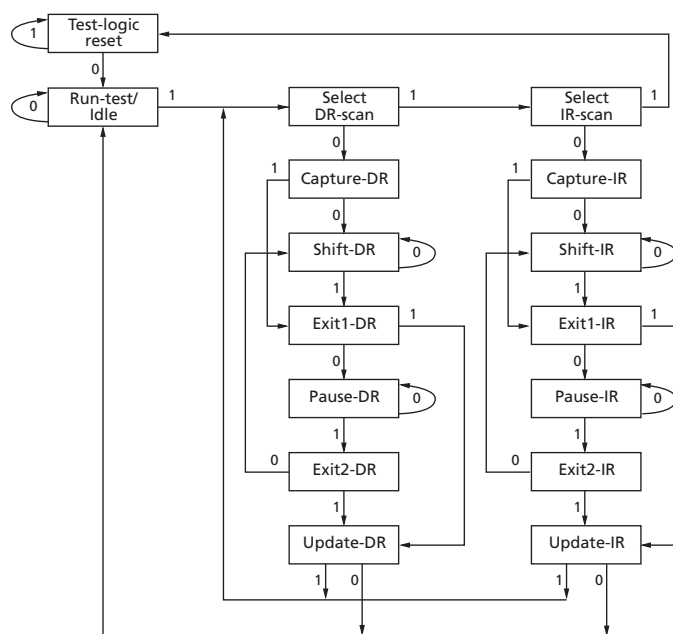 Test-logic
reset
1
0
Run-test/
Idle
0
1
Select
DR-scan
1
Select
IR-scan
1
0
0
1
Capture-DR
1
Capture-IR
0
0
Shift-DR
0
Shift-IR
0
1
1
Exit1-DR
1
Exit1-IR
1
0
0
Pause-DR
0
Pause-IR
0
1
1
0
Exit2-DR
0
Exit2-IR
1
1
Update-DR
Update-IR
1
0
1
0